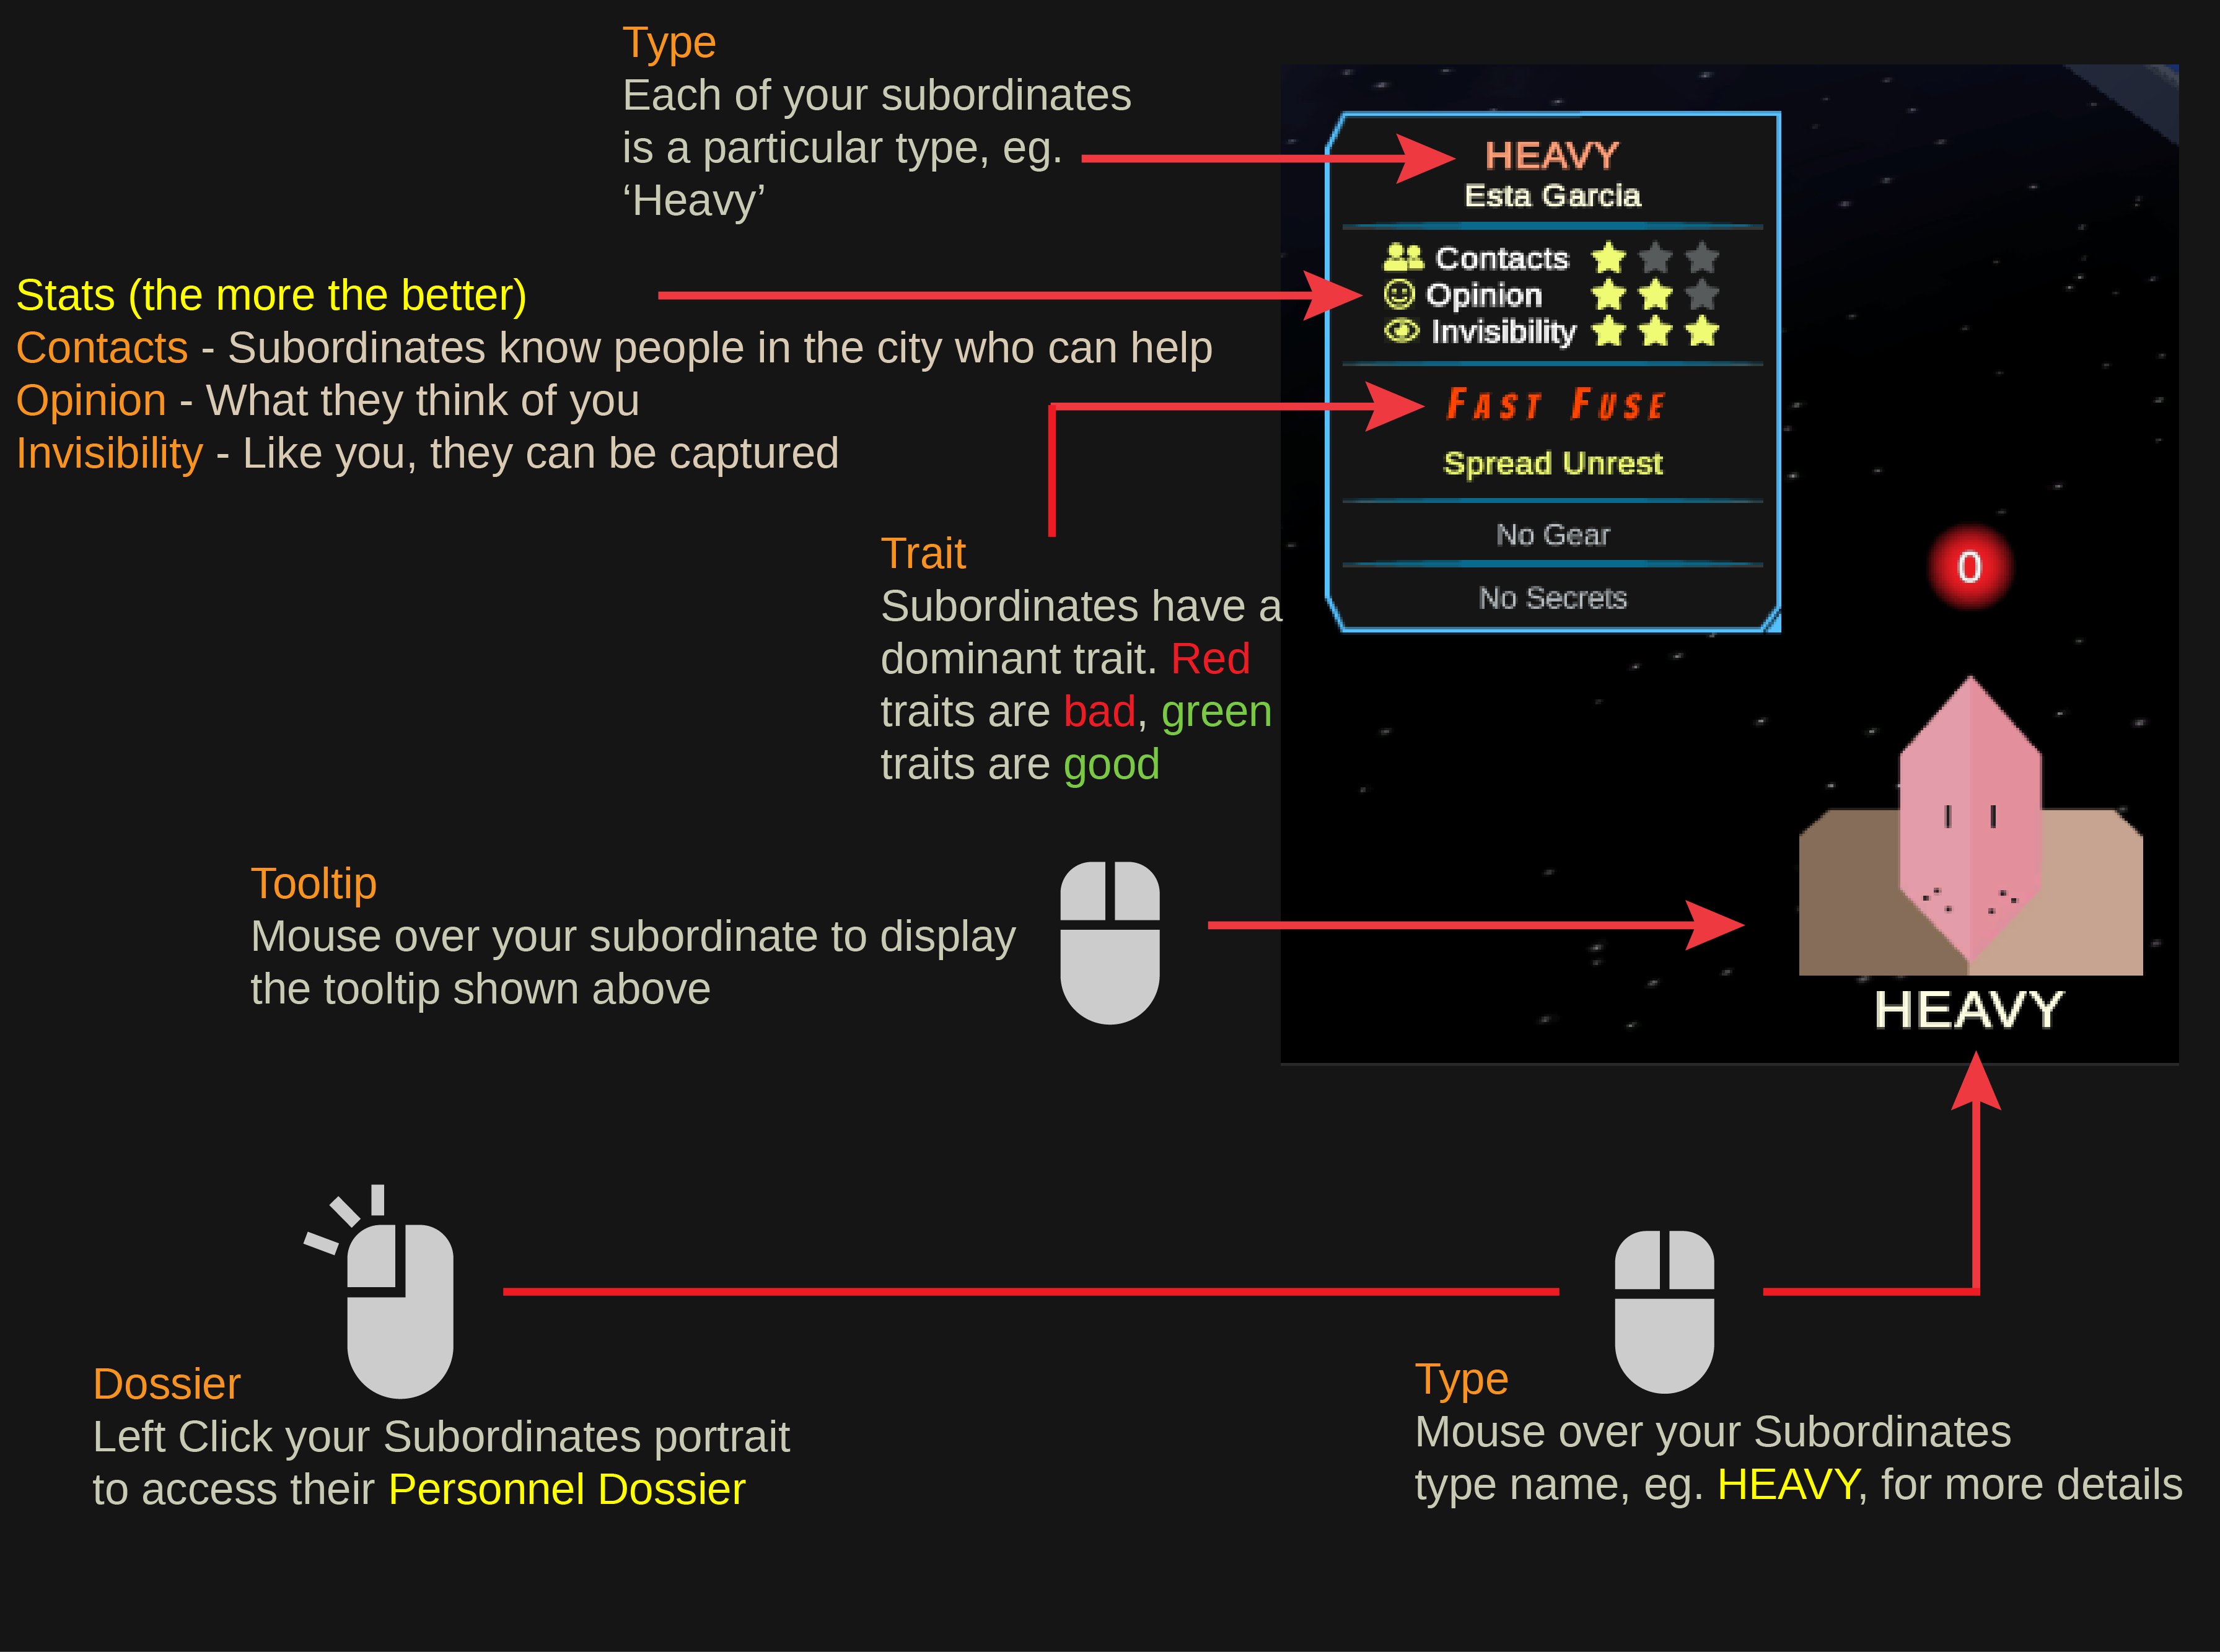 Type
Each of your subordinates
is a particular type, eg.
‘Heavy’
HEAVY
Esta Garcia
Contacts
Opinion
Invisibility
FAST FUSE
Spread Unrest
No Gear
No Secrets
Stats (the more the better)
Contacts - Subordinates know people in the city who can help
Opinion - What they think of you
Invisibility - Like you, they can be captured
Trait
Subordinates have a
dominant trait. Red
traits are bad, green
traits are good
0
HEAVY
Tooltip
Mouse over your subordinate to display
the tooltip shown above
Dossier
Left Click your Subordinates portrait
to access their Personnel Dossier
Type
Mouse over your Subordinates
type name, eg. HEAVY, for more details